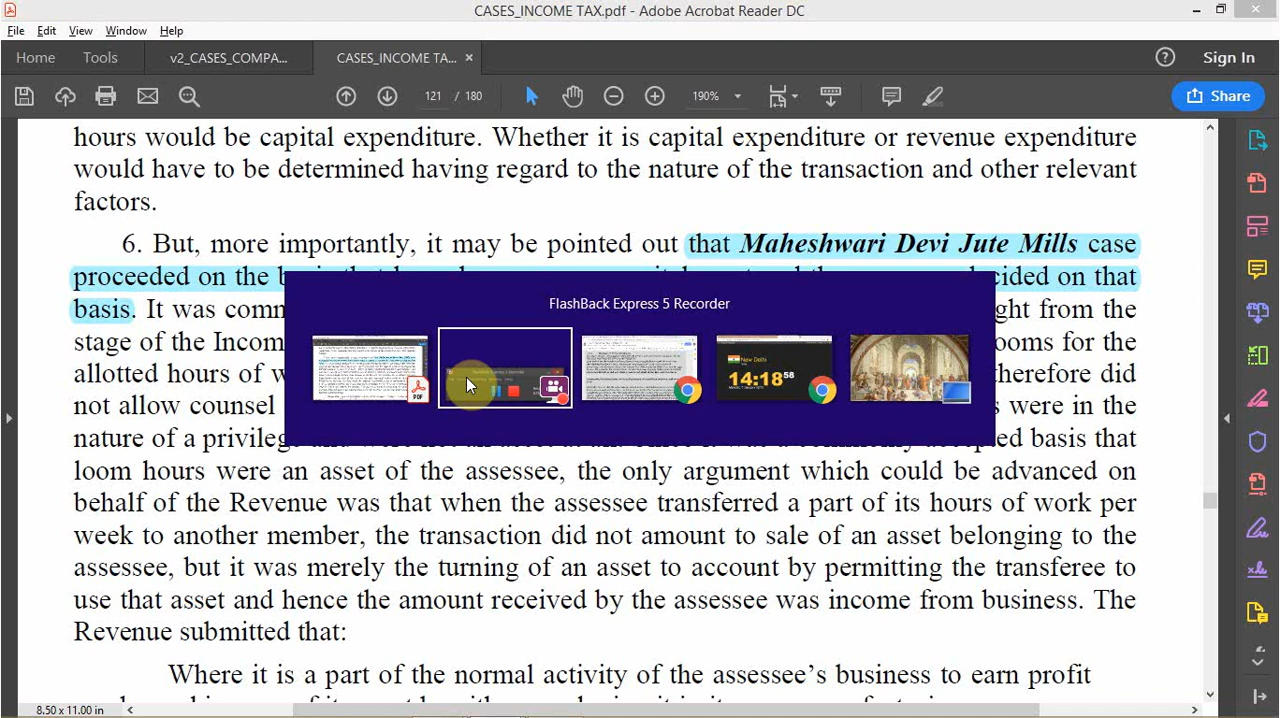 CASES_INCOME TAX.pdf - Adobe Acrobat Reader DC
File Edit View Window Help
Home Tools v2_CASES_COMPA... CASES_INCOME TA... × Sign In
121 / 180 190% Share
hours would be capital expenditure. Whether it is capital expenditure or revenue expenditure
would have to be determined having regard to the nature of the transaction and other relevant
factors.
6. But, more importantly, it may be pointed out that Maheshwari Devi Jute Mills case
proceeded on the cided on that
basis. It was comm ght from the
stage of the Incom ooms for the
allotted hours of w herefore did
not allow counsel s were in the
nature of a privilege basis that
loom hours were an asset of the assessee, the only argument which could be advanced on
behalf of the Revenue was that when the assessee transferred a part of its hours of work per
week to another member, the transaction did not amount to sale of an asset belonging to the
assessee, but it was merely the turning of an asset to account by permitting the transferee to
use that asset and hence the amount received by the assessee was income from business. The
Revenue submitted that:
Where it is a part of the normal activity of the assessee's business to earn profit
FlashBack Express 5 Recorder
New Delhi
14:18 58
PDF
8.50 x 11.00 in